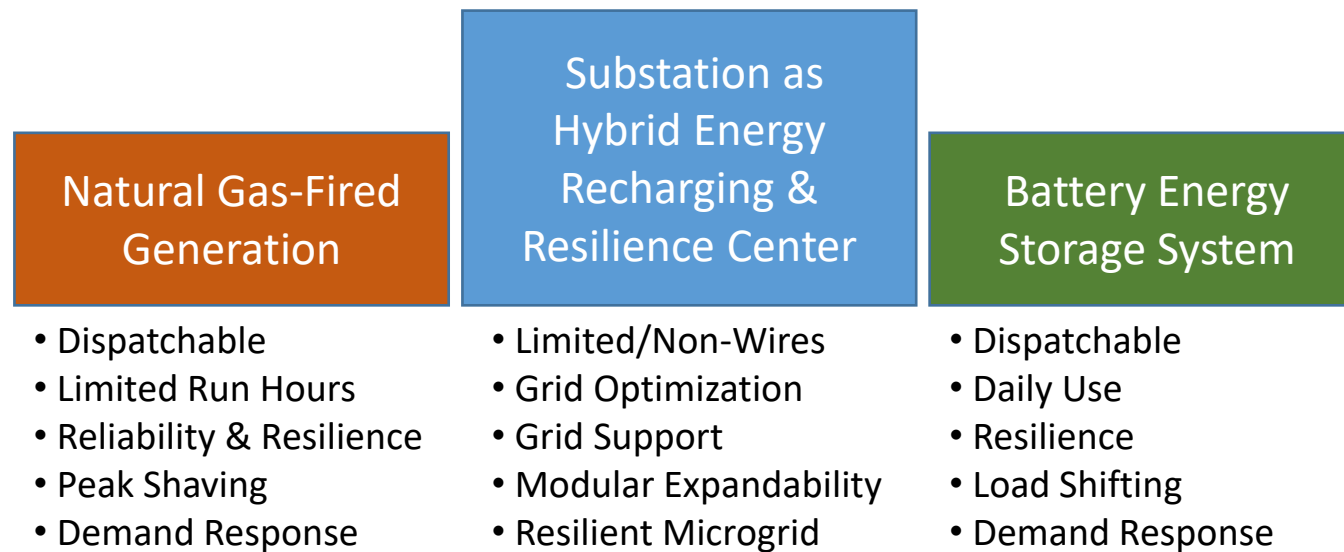 Natural Gas-Fired
Generation
• Dispatchable
• Limited Run Hours
• Reliability & Resilience
• Peak Shaving
• Demand Response
Substation as
Hybrid Energy
Recharging &
Resilience Center
• Limited/Non-Wires
• Grid Optimization
• Grid Support
• Modular Expandability
• Resilient Microgrid
Battery Energy
Storage System
• Dispatchable
• Daily Use
• Resilience
• Load Shifting
• Demand Response